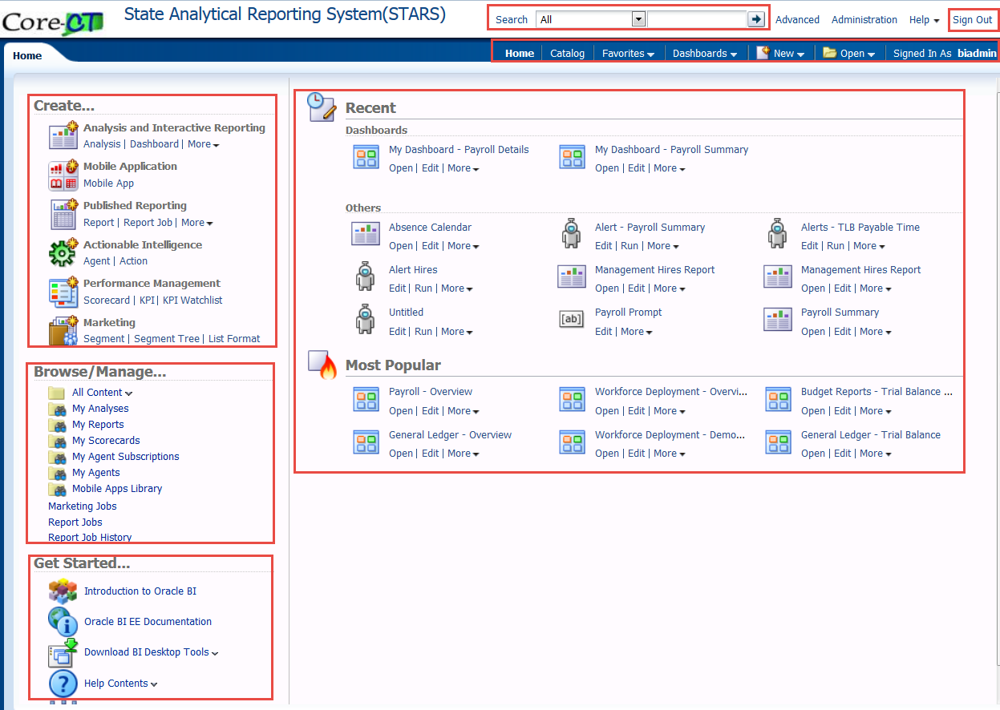 Core-CT
State Analytical Reporting System(STARS)
Search All Advanced Administration Help Sign Out
Home
Home Catalog Favorites Dashboards New Open Signed In As biadmin
Create...
Analysis and Interactive Reporting
Analysis | Dashboard | More
Mobile Application
Mobile App
Published Reporting
Report | Report Job | More
Actionable Intelligence
Agent | Action
Performance Management
Scorecard | KPI | KPI Watchlist
Marketing
Segment | Segment Tree | List Format
Browse/Manage...
All Content
My Analyses
My Reports
My Scorecards
My Agent Subscriptions
My Agents
Mobile Apps Library
Marketing Jobs
Report Jobs
Report Job History
Get Started...
Introduction to Oracle BI
Oracle BI EE Documentation
Download BI Desktop Tools
? Help Contents
Recent
Dashboards
My Dashboard - Payroll Details My Dashboard - Payroll Summary
Open | Edit | More Open | Edit | More
Others
Absence Calendar Alert - Payroll Summary Alerts - TLB Payable Time
Open | Edit | More Edit | Run | More Edit | Run | More
Alert Hires Management Hires Report Management Hires Report
Edit | Run | More Open | Edit | More Open | Edit | More
Untitled [ab] Payroll Prompt Payroll Summary
Edit | Run | More Edit | More Open | Edit | More
Most Popular
Payroll - Overview Workforce Deployment - Overvi... Budget Reports - Trial Balance ...
Open | Edit | More Open | Edit | More Open | Edit | More
General Ledger - Overview Workforce Deployment - Demo... General Ledger - Trial Balance
Open | Edit | More Open | Edit | More Open | Edit | More